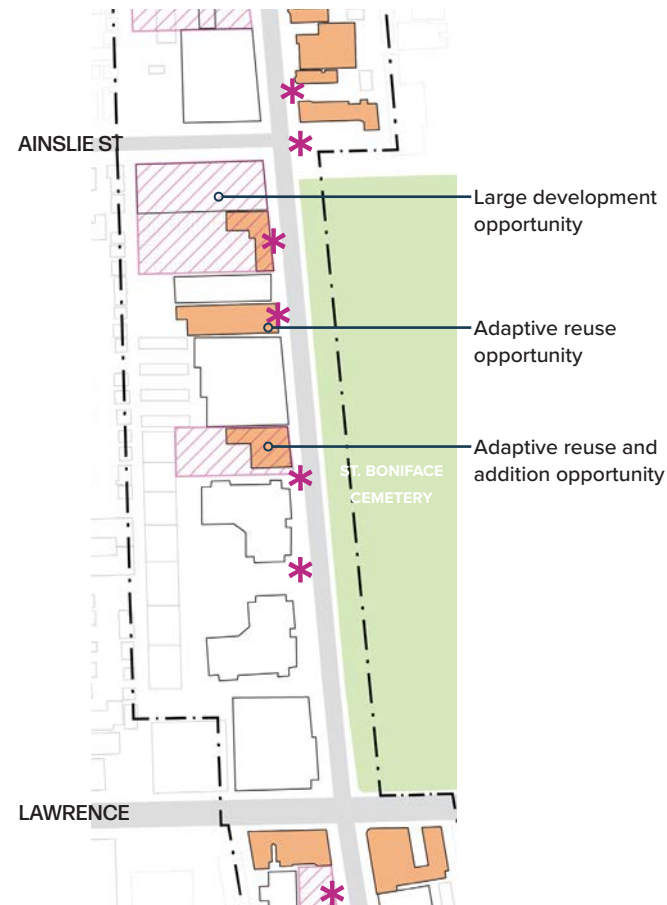 AINSLIE ST
Large development
opportunity
Adaptive reuse
opportunity
Adaptive reuse and
addition opportunity
ST. BONIFACE
CEMETERY
LAWRENCE